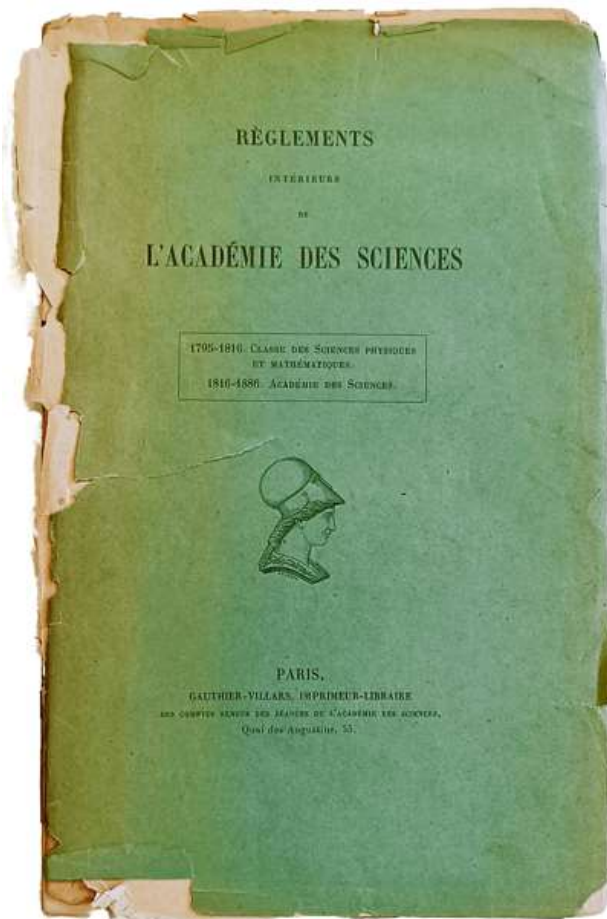 RÈGLEMENTS
INTÉRIEURS
DE
L'ACADÉMIE DES SCIENCES
1795-1816. CLASSE DES SCIENCES PHYSIQUES
ET MATHÉMATIQUES.
1816-1886. ACADÉMIE DES SCIENCES.
PARIS,
GAUTHIER-VILLARS, IMPRIMEUR-LIBRAIRE
DES COMPTES RENDUS DES SÉANCES DE L'ACADÉMIE DES SCIENCES,
Quai des Augustins, 55.